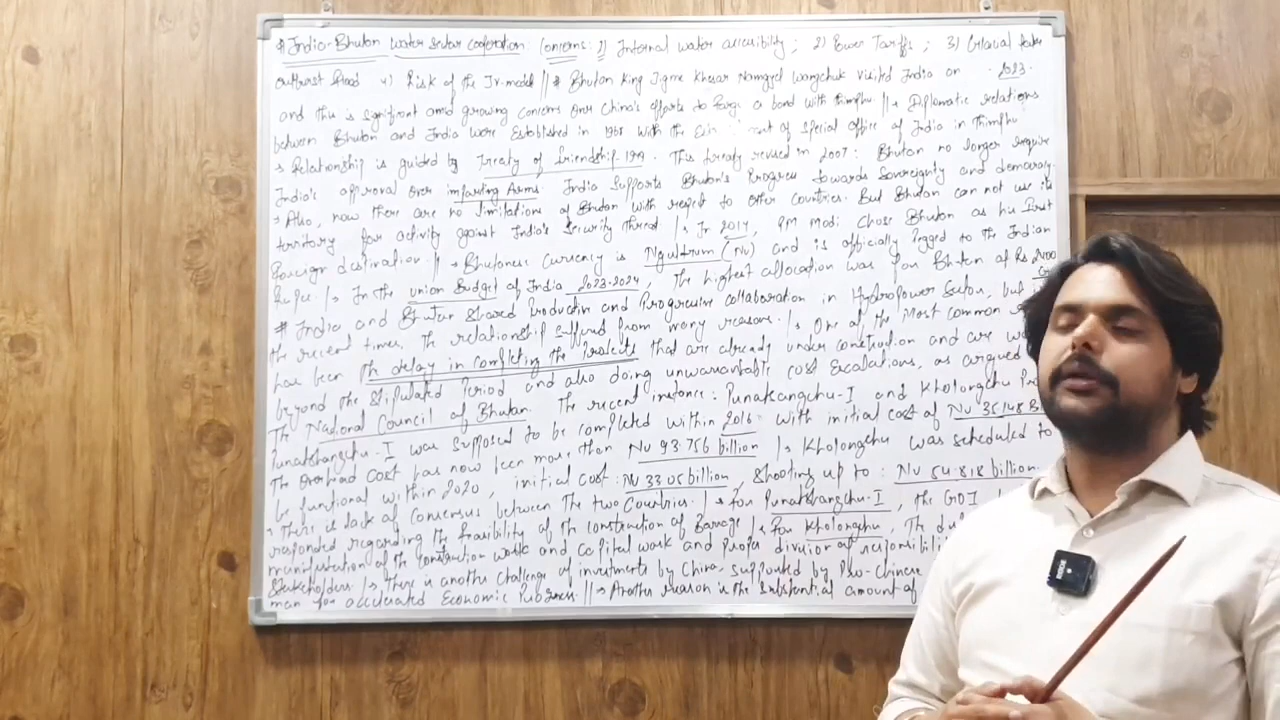 * India-Bhutan Water Sector Cooperation: Concerns: 1) Internal water accessibility; 2) Power Tariffs; 3) Glacial lake
outburst flood 4) Risk of the JV-model || * Bhutan King Jigme Khesar Namgyel Wangchuk visited India on 2023
and this is significant amid growing concerns over China's efforts to forge a bond with thimphu. || → Diplomatic relations
between Bhutan and India were Established in 1968 with the of special office of India in Thimphu
→ Relationship is guided by Treaty of friendship-1949. This treaty revised in 2007: Bhutan no longer require
India's approval over importing Arms. India supports Bhutan's Progress towards Sovereignty and democracy.
→ Also, now there are no limitations of Bhutan with respect to other countries. But Bhutan can not use its
territory for activity against India's Security threat | → In 2014, PM Modi chose Bhutan as his first
foreign destination. || → Bhutanese currency is Ngultrum (Nu) and is officially Pegged to the Indian
Rupee. | → In the union Budget of India 2023-2024, The highest allocation was for Bhutan of Rs 2400
* India and Bhutan Shared Productive and Progressive collaboration in Hydropower Sector, but in
the recent times, The relationship suffered from many reasons. | → One of the Most common
has been the delay in completing the Projects that are already under construction and are
beyond the stipulated Period and also doing unwarrantable cost Escalations, as argued
The National Council of Bhutan. The recent instance: Punatsangchu-I and Kholongchu
Punatshangchu-I was supposed to be completed within 2016 with initial cost of Nu 35.148
The overhead cost has now been more than Nu 93.756 billion | → Kholongchu was scheduled to
be functional within 2020, initial cost: Nu 33.05 billion, shooting up to: Nu 54.818 billion.
→ There is lack of consensus between the two Countries. | → for Punatshangchu-I, the GOI
responded regarding the feasibility of the construction of Barrage | → For Kholongchu, The
manifestation of the construction work and capital work and proper division of
Stakeholders. | → There is another challenge of investments by China, supported by Pro-Chinese
man for accelerated Economic Progress. || → Another reason is the Substantial amount of